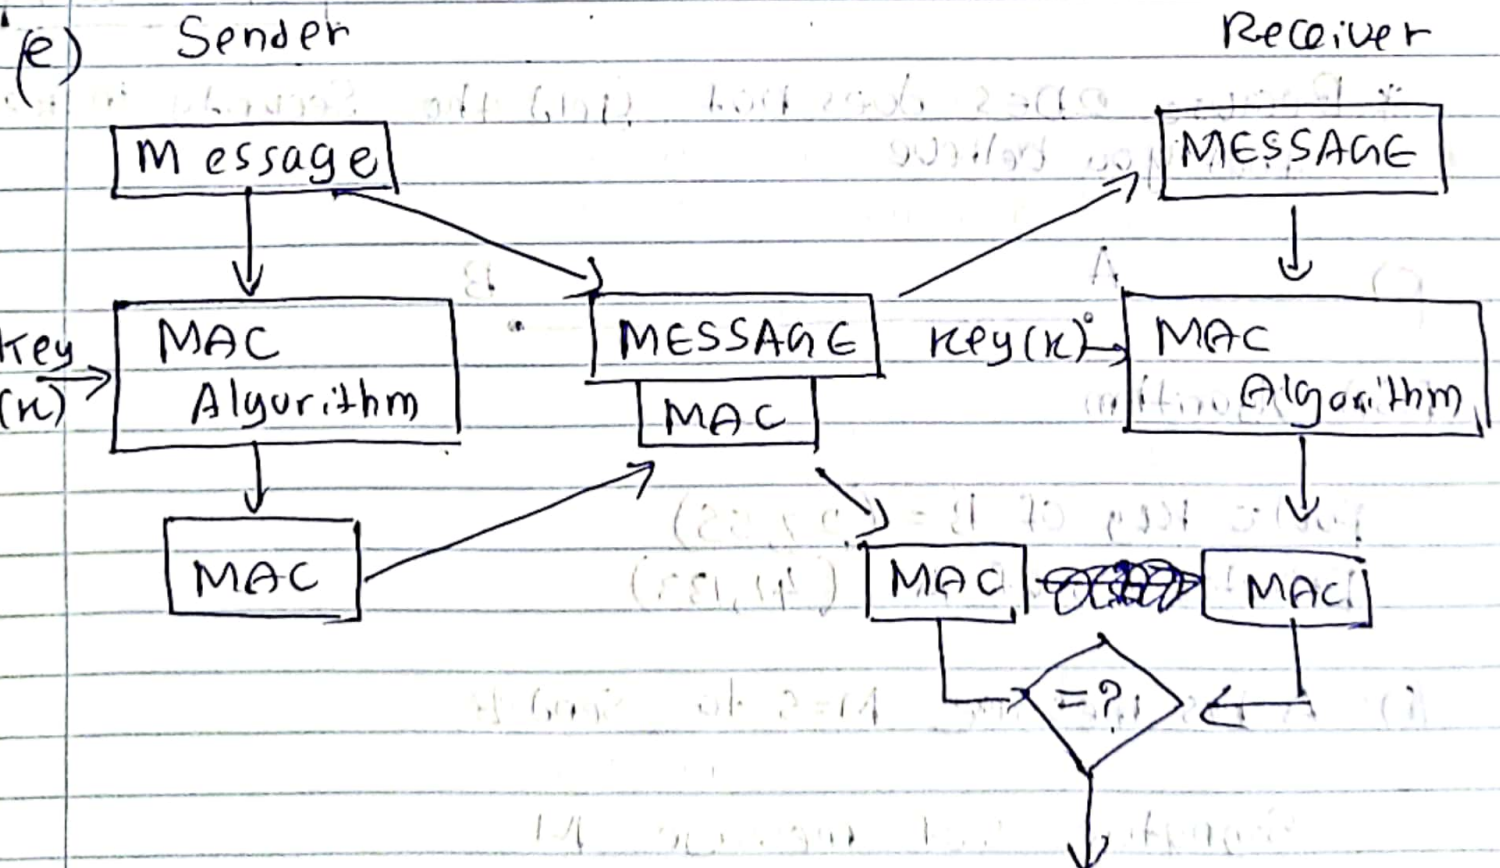 (e) Sender Receiver
Message MESSAGE
Key
(K)
MAC
Algorithm
MESSAGE
MAC
Key(K)
MAC
Algorithm
MAC
MAC
MAC
=?